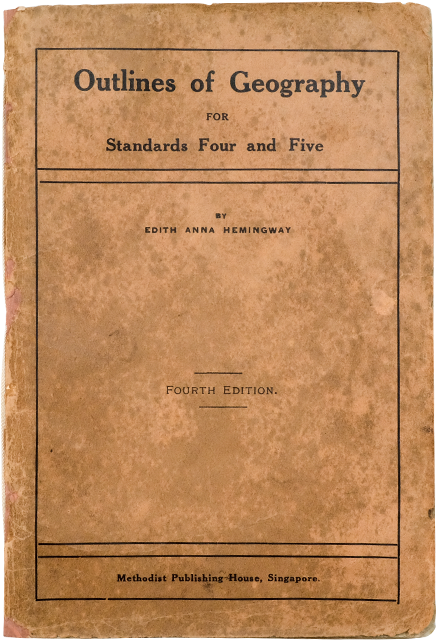 Outlines of Geography
FOR
Standards Four and Five
BY
EDITH ANNA HEMINGWAY
FOURTH EDITION.
Methodist Publishing House, Singapore.